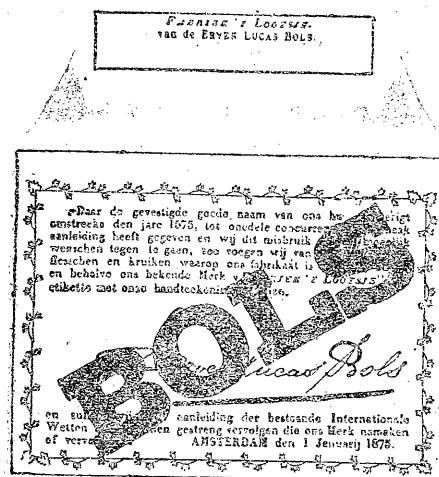 FABRIEK 't LOOTSJE.
van de ERVEN LUCAS BOLS.
Daar de gevestigde goede naam van ons
omstreeks den jare 1575, tot onedele
aanleiding heeft gegeven en wij dit misbruik
wenschen tegen te gaan, zoo voegen wij van
flesschen en kruiken waarop ons fabrikaat is
en behalve ons bekende Merk "FABRIEK 't LOOTSJE"
etikette met onze
BOLS
Lucas Bols
en aanleiding der bestaande Internationale
Wetten gestreng vervolgen die ons Merk namaken
of AMSTERDAM den 1 Januarij 1875.